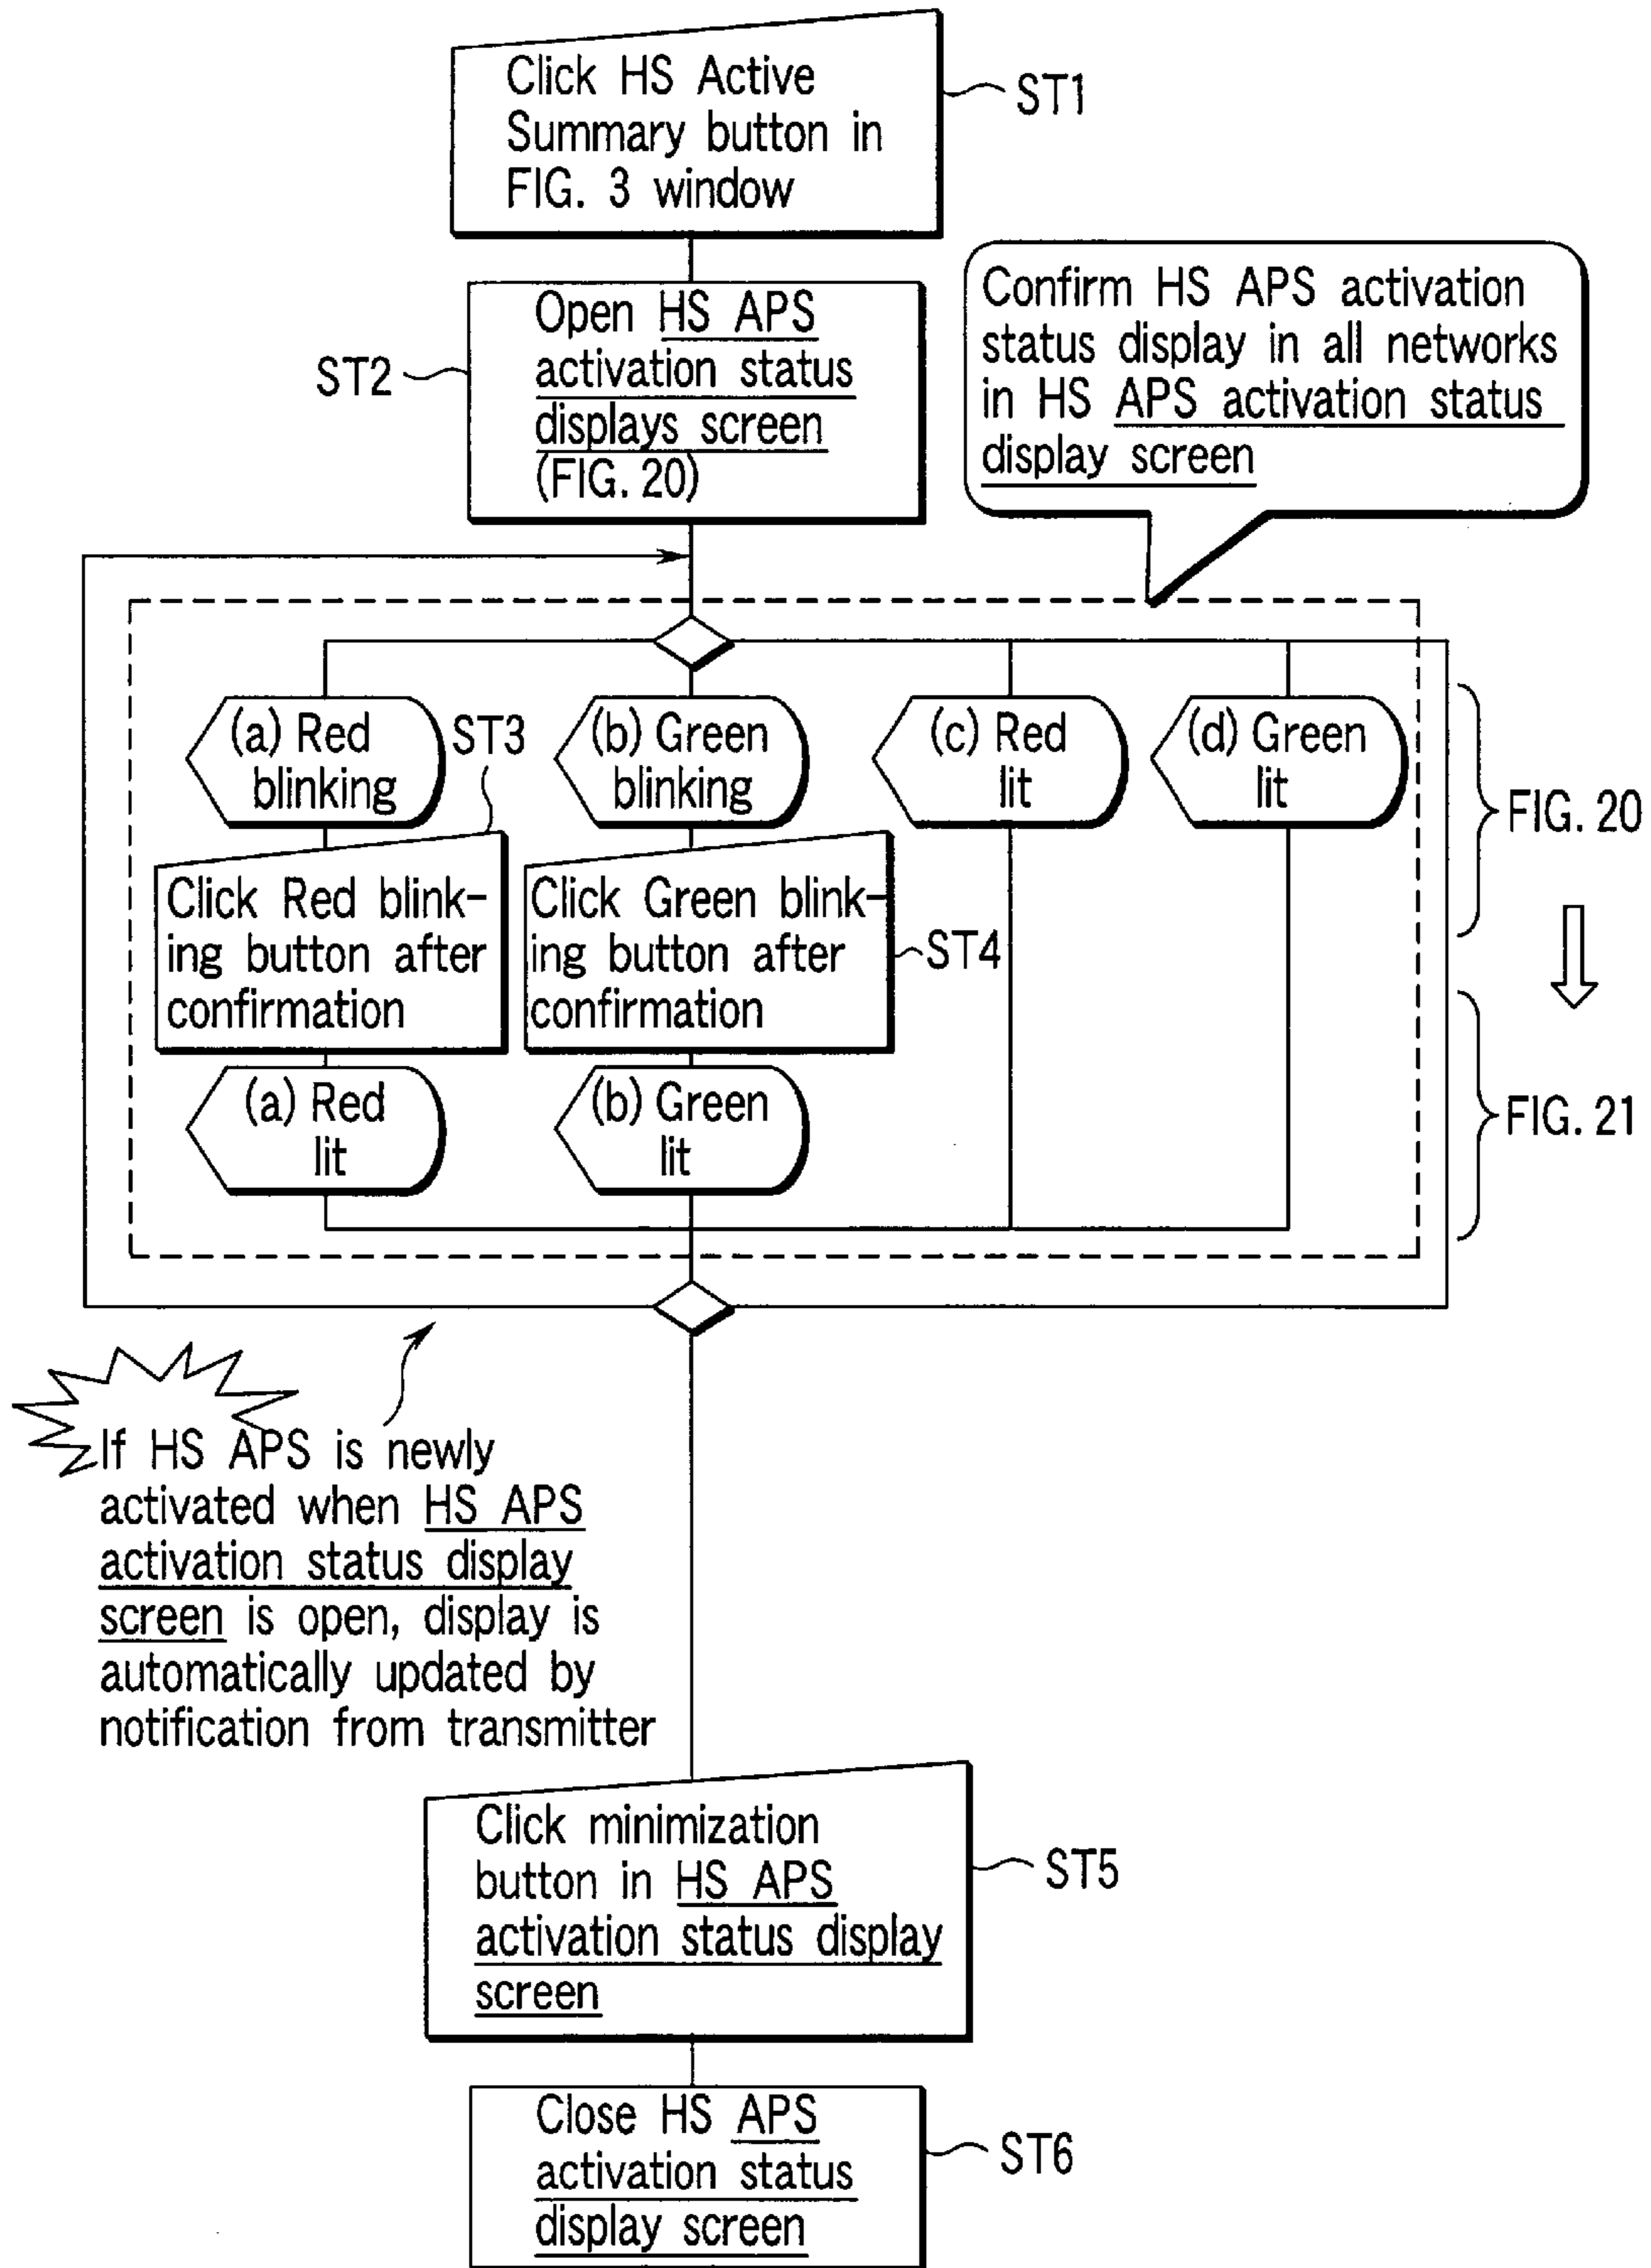 Click HS Active
Summary button in
FIG. 3 window
ST1
Open HS APS
activation status
displays screen
(FIG. 20)
ST2
Confirm HS APS activation
status display in all networks
in HS APS activation status
display screen
(a) Red
blinking
ST3
(b) Green
blinking
(c) Red
lit
(d) Green
lit
FIG. 20
Click Red blink-
ing button after
confirmation
Click Green blink-
ing button after
confirmation
ST4
(a) Red
lit
(b) Green
lit
FIG. 21
If HS APS is newly
activated when HS APS
activation status display
screen is open, display is
automatically updated by
notification from transmitter
Click minimization
button in HS APS
activation status display
screen
ST5
Close HS APS
activation status
display screen
ST6